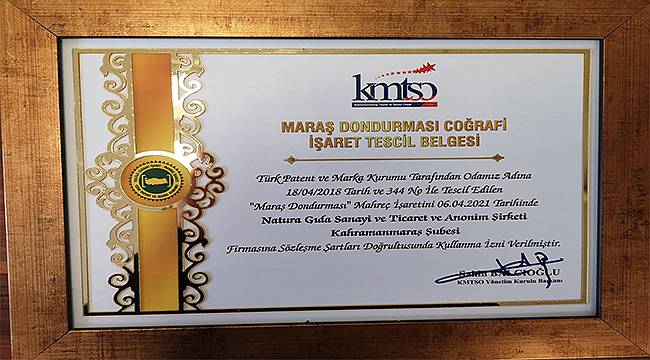 kmtso
MARAŞ DONDURMASI COĞRAFİ
İŞARET TESCİL BELGESİ
Türk Patent ve Marka Kurumu Tarafından Odamız Adına
18/04/2018 Tarih ve 344 No İle Tescil Edilen
"Maraş Dondurması" Mahreç İşaretini 06.04.2021 Tarihinde
Natura Gıda Sanayi ve Ticaret ve Anonim Şirketi
Kahramanmaraş Şubesi
Firmasına Sözleşme Şartları Doğrultusunda Kullanma İzni Verilmiştir.
KMTSO Yönetim Kurulu Başkanı